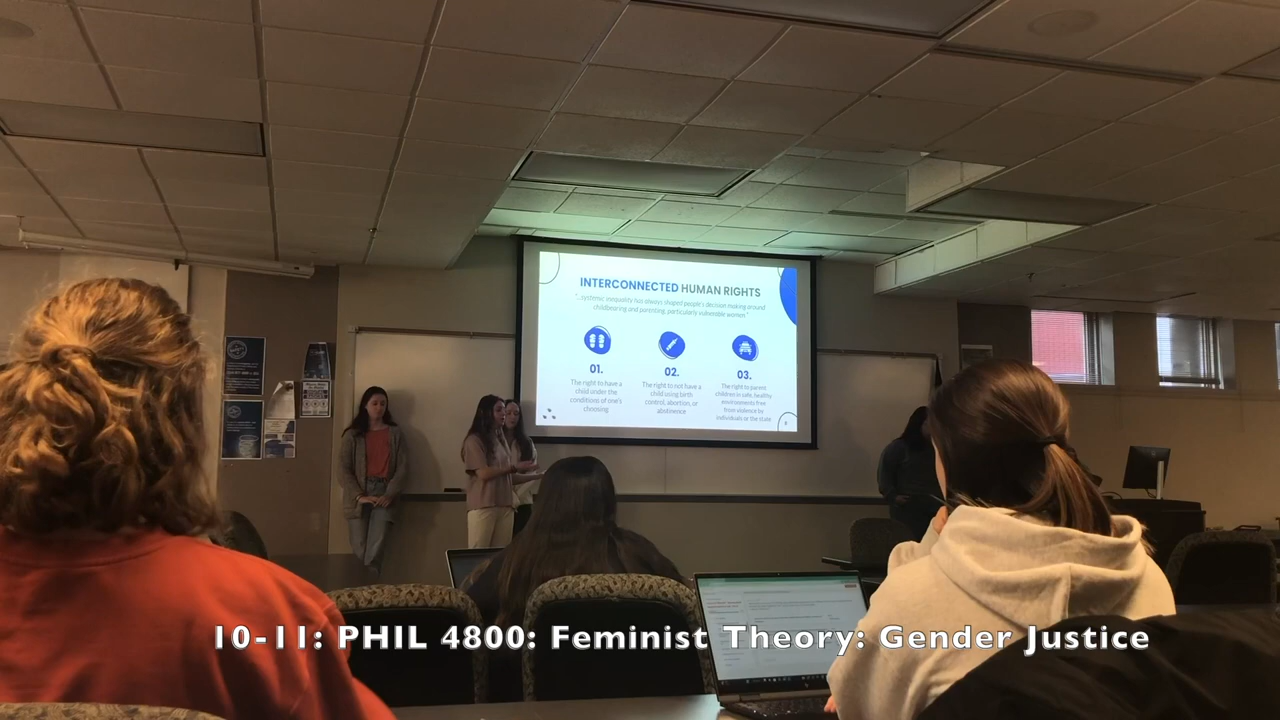 INTERCONNECTED HUMAN RIGHTS
"...systemic inequality has always shaped people's decision making around
childbearing and parenting, particularly vulnerable women."
01.
The right to have a
child under the
conditions of one's
choosing
02.
The right to not have a
child using birth
control, abortion, or
abstinence
03.
The right to parent
children in safe, healthy
environments free
from violence by
individuals or the state
10-11: PHIL 4800: Feminist Theory: Gender Justice